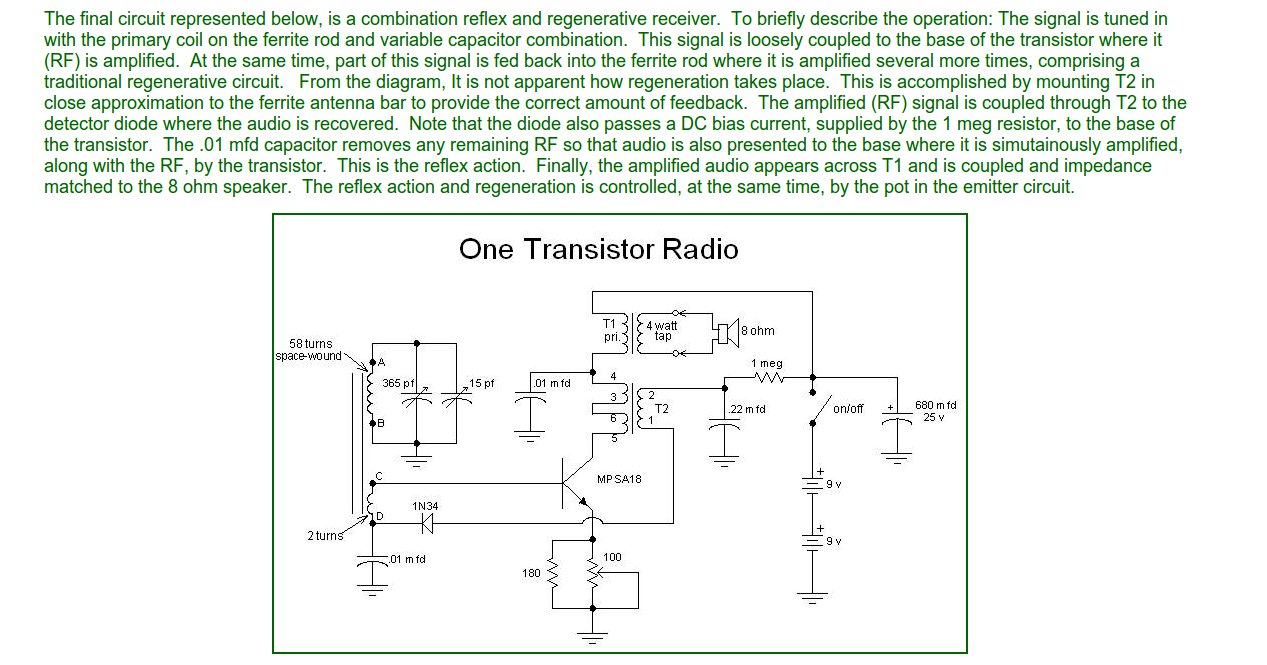 The final circuit represented below, is a combination reflex and regenerative receiver.  To briefly describe the operation: The signal is tuned in
with the primary coil on the ferrite rod and variable capacitor combination.  This signal is loosely coupled to the base of the transistor where it
(RF) is amplified.  At the same time, part of this signal is fed back into the ferrite rod where it is amplified several more times, comprising a
traditional regenerative circuit.   From the diagram, It is not apparent how regeneration takes place.  This is accomplished by mounting T2 in
close approximation to the ferrite antenna bar to provide the correct amount of feedback.  The amplified (RF) signal is coupled through T2 to the
detector diode where the audio is recovered.  Note that the diode also passes a DC bias current, supplied by the 1 meg resistor, to the base of
the transistor.  The .01 mfd capacitor removes any remaining RF so that audio is also presented to the base where it is simutainously amplified,
along with the RF, by the transistor.  This is the reflex action.  Finally, the amplified audio appears across T1 and is coupled and impedance
matched to the 8 ohm speaker.  The reflex action and regeneration is controlled, at the same time, by the pot in the emitter circuit.
One Transistor Radio
T1
pri.
4 watt
tap
8 ohm
58 turns
space-wound
A
365 pf
15 pf
.01 mfd
4
3
6
5
2
T2
1
1 meg
.22 mfd
on/off
+
680 mfd
25 v
B
C
MPSA18
+
9 v
1N34
D
2 turns
+
9 v
.01 mfd
180
100